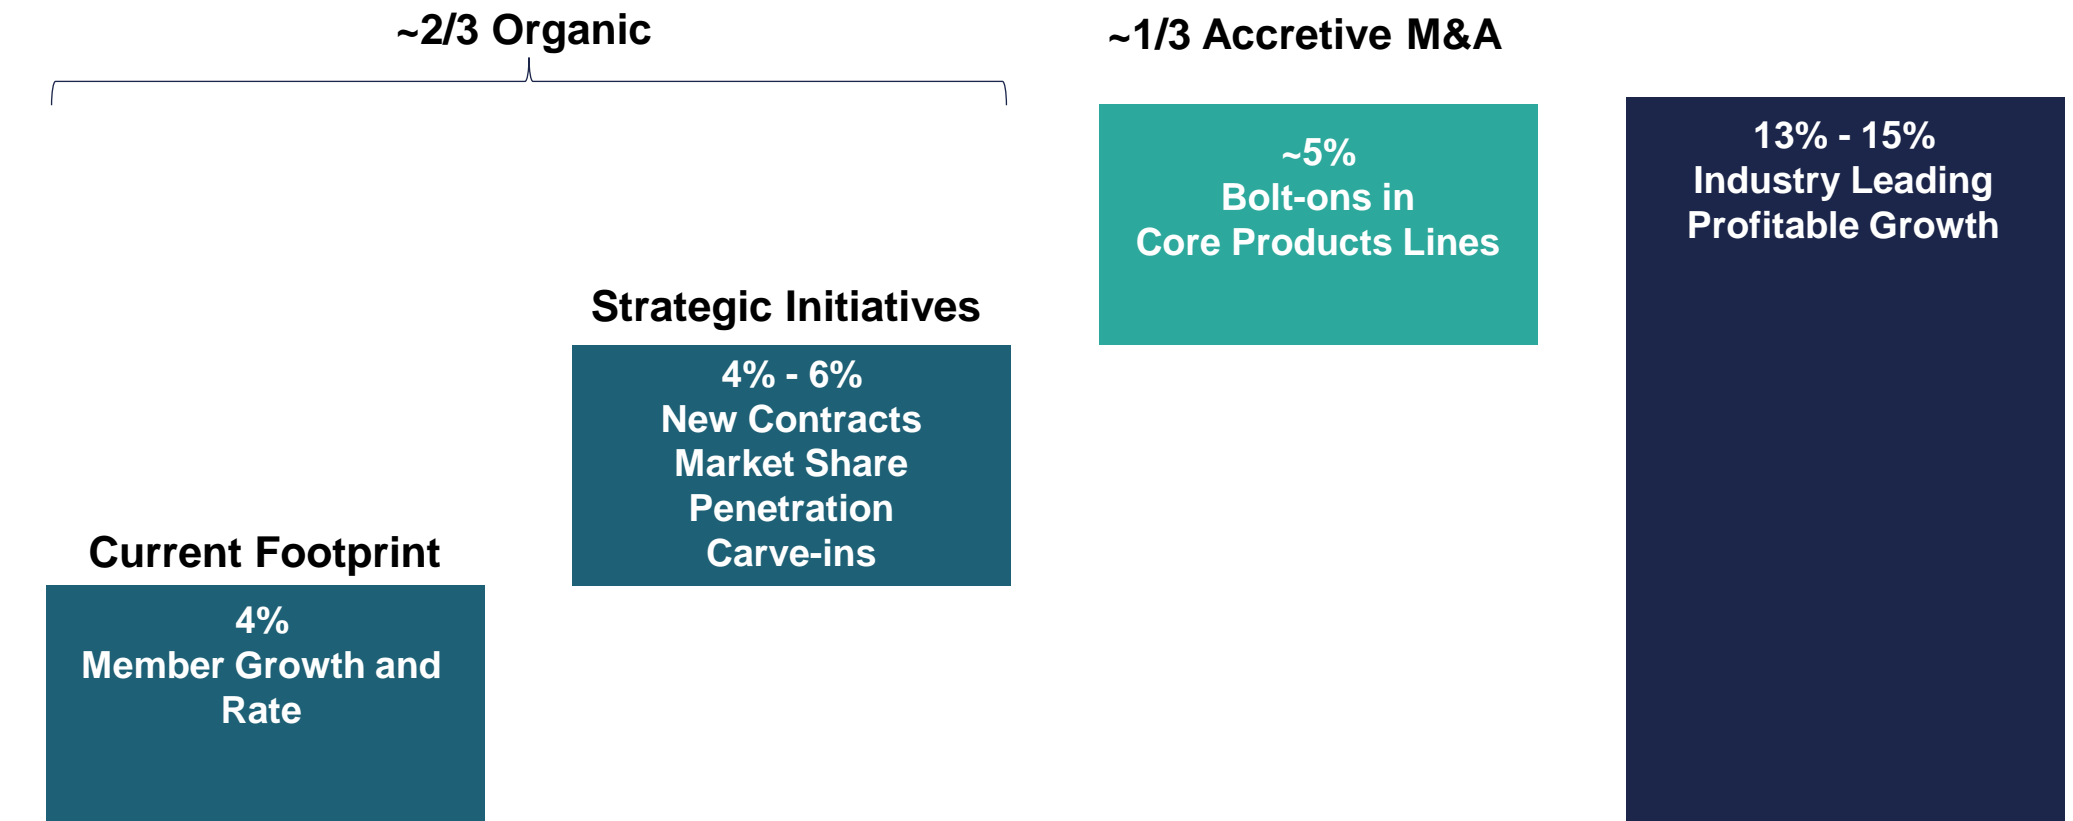 ~2/3 Organic
~1/3 Accretive M&A
Current Footprint
4%
Member Growth and
Rate
Strategic Initiatives
4% - 6%
New Contracts
Market Share
Penetration
Carve-ins
~5%
Bolt-ons in
Core Products Lines
13% - 15%
Industry Leading
Profitable Growth